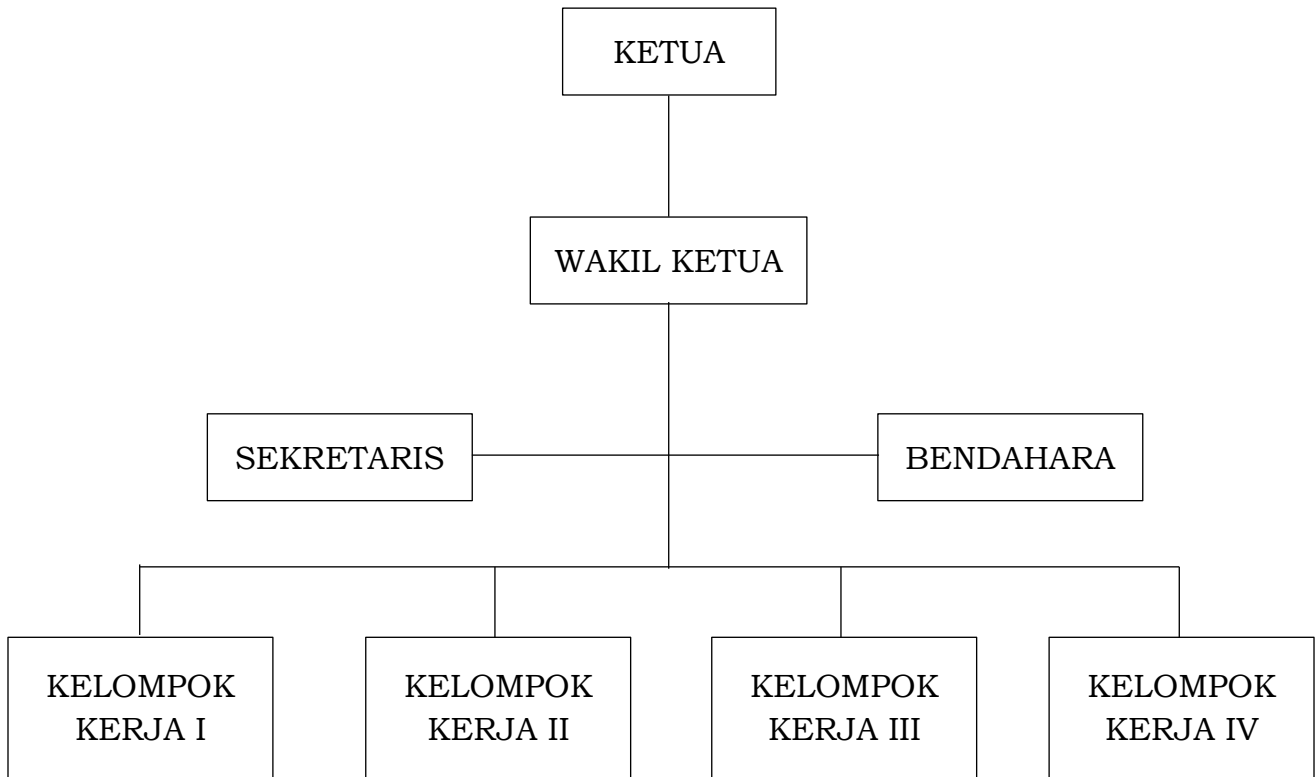 KETUA
WAKIL KETUA
SEKRETARIS
BENDAHARA
KELOMPOK
KERJA I
KELOMPOK
KERJA II
KELOMPOK
KERJA III
KELOMPOK
KERJA IV